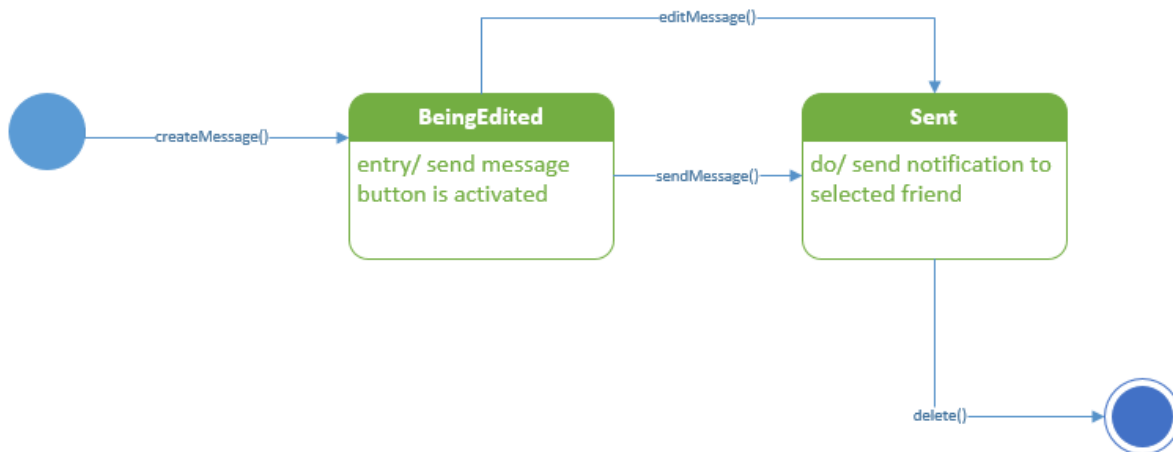 editMessage()
createMessage()
BeingEdited
entry/ send message
button is activated
sendMessage()
Sent
do/ send notification to
selected friend
delete()